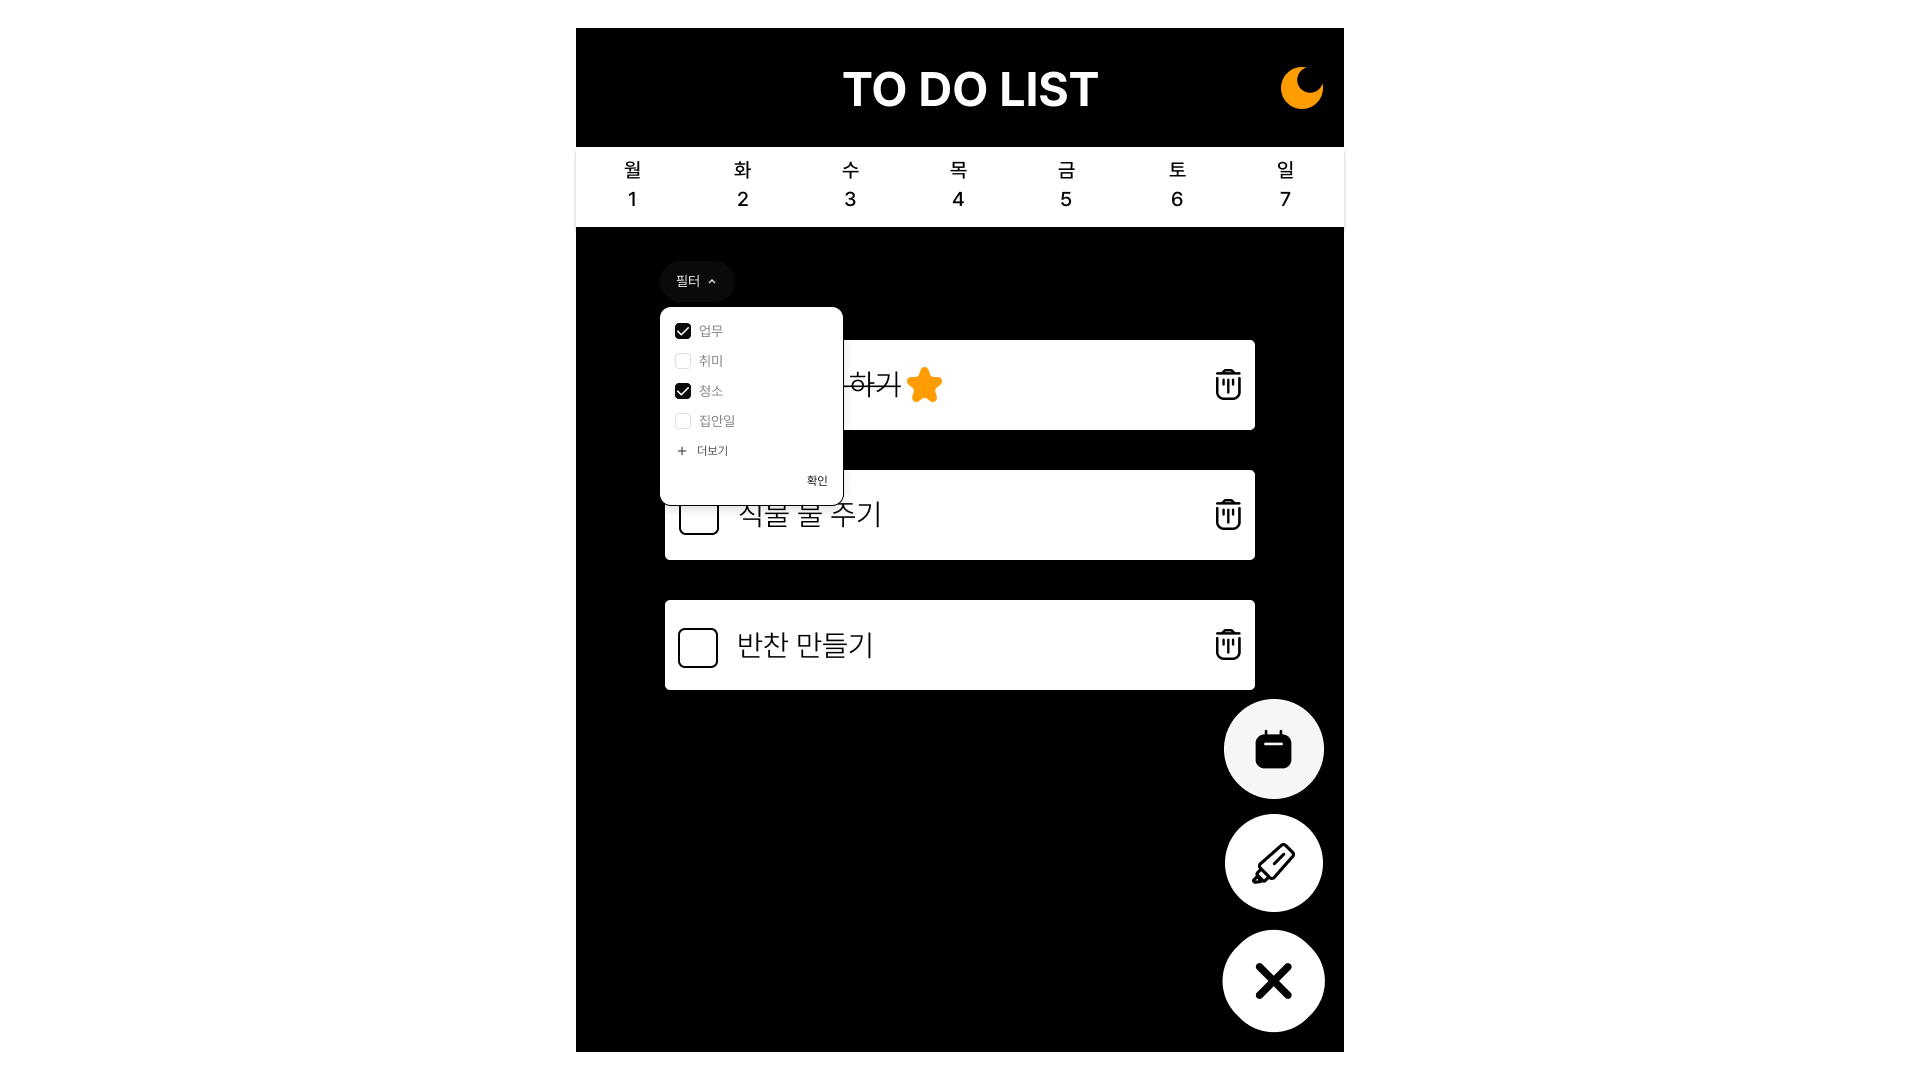 TO DO LIST
월 화 수 목 금 토 일
1 2 3 4 5 6 7
필터
업무
취미
청소
집안일
더보기
확인
하기
식물 물 주기
반찬 만들기